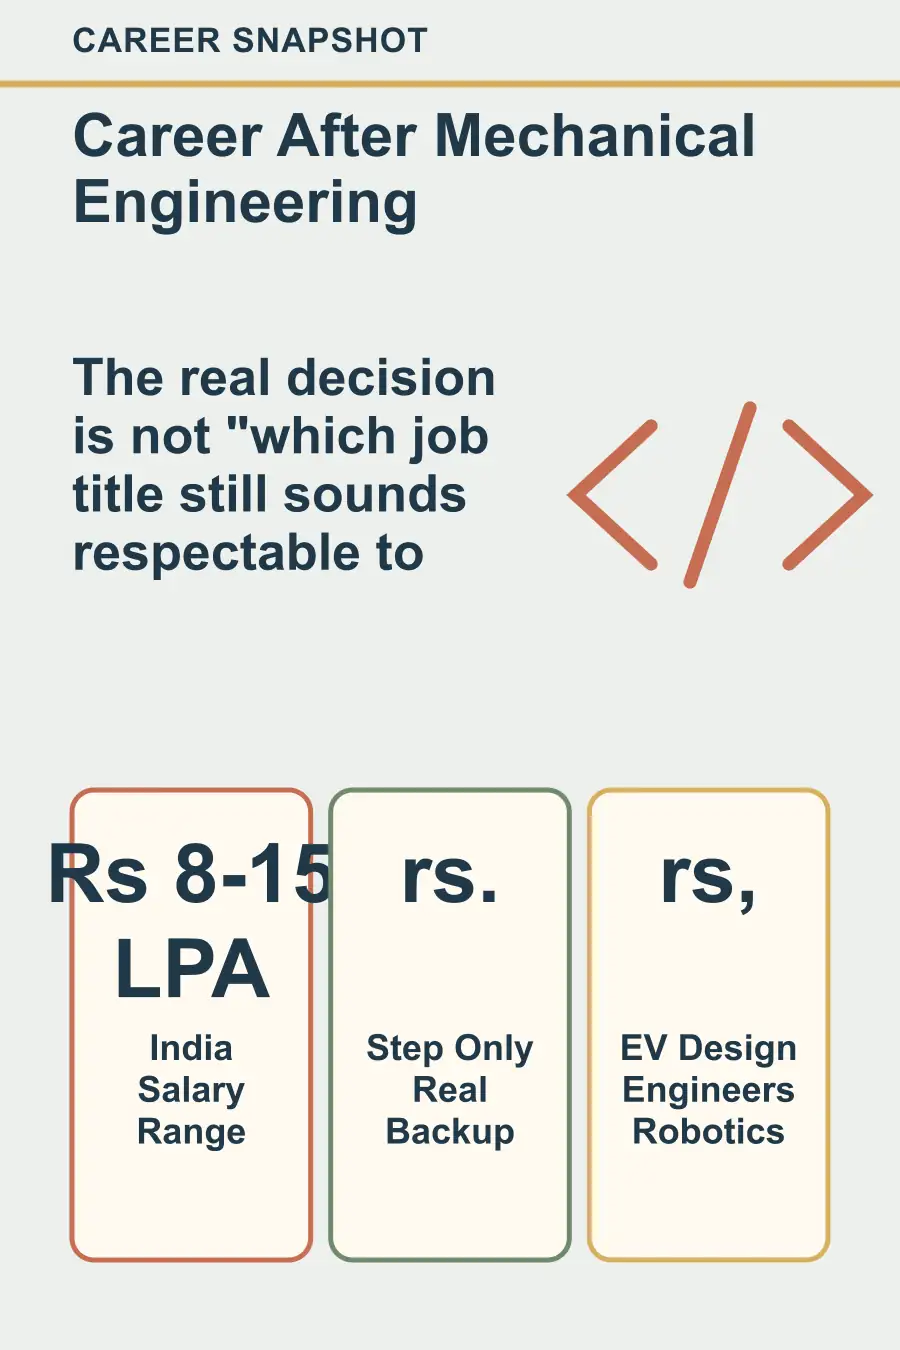 CAREER SNAPSHOT
Career After Mechanical
Engineering
The real decision
is not "which job
title still sounds
respectable to
Rs 8-15
LPA
India
Salary
Range
rs.
Step Only
Real
Backup
rs,
EV Design
Engineers
Robotics